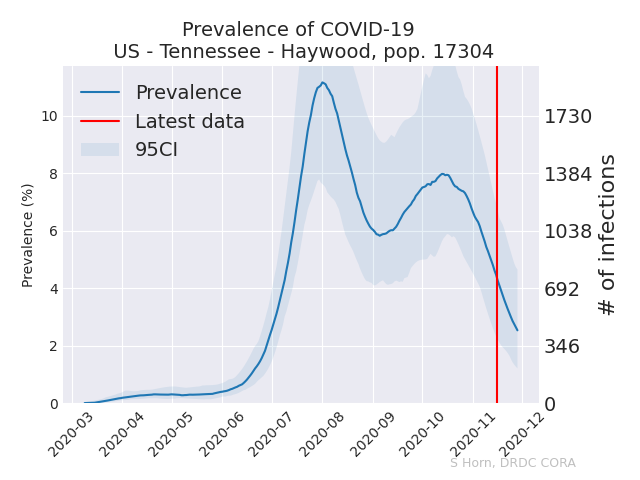 Prevalence of COVID-19
US - Tennessee - Haywood, pop. 17304
Prevalence
Latest data
95CI
Prevalence (%)
10
8
6
4
2
0
1730
1384
1038
692
346
0
# of infections
2020-03
2020-04
2020-05
2020-06
2020-07
2020-08
2020-09
2020-10
2020-11
2020-12
S Horn, DRDC CORA